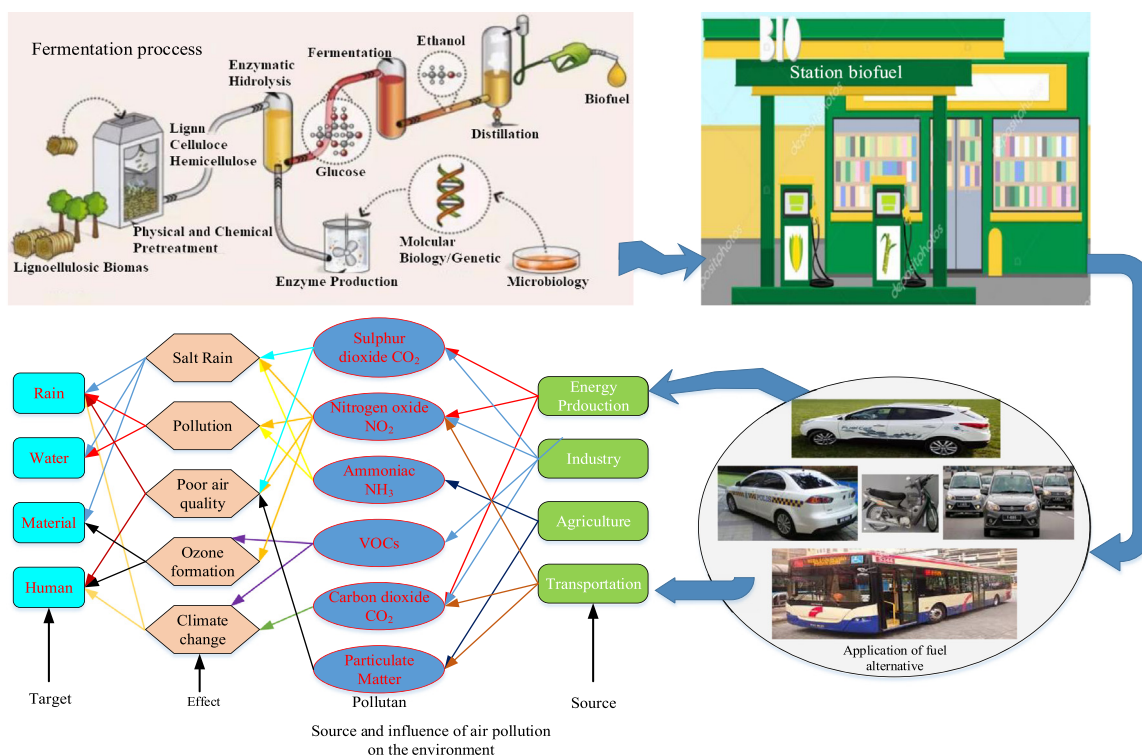 Fermentation proccess
Enzymatic
Hidrolysis
Fermentation
Ethanol
Biofuel
Distillation
Lignn
Celluloce
Hemicellulose
Glucose
Physical and Chemical
Pretreatment
Lignoellulosic Biomas
Enzyme Production
Molcular
Biology/Genetic
Microbiology
BIO
Station biofuel
depositphotos
depositphotos
depositphotos
Salt Rain
Pollution
Poor air
quality
Ozone
formation
Climate
change
Rain
Water
Material
Human
Sulphur
dioxide CO₂
Nitrogen oxide
NO₂
Ammoniac
NH₃
VOCs
Carbon dioxide
CO₂
Particulate
Matter
Energy
Prdouction
Industry
Agriculture
Transportation
Target
Effect
Pollutan
Source
Source and influence of air pollution
on the environment
Application of fuel
alternative